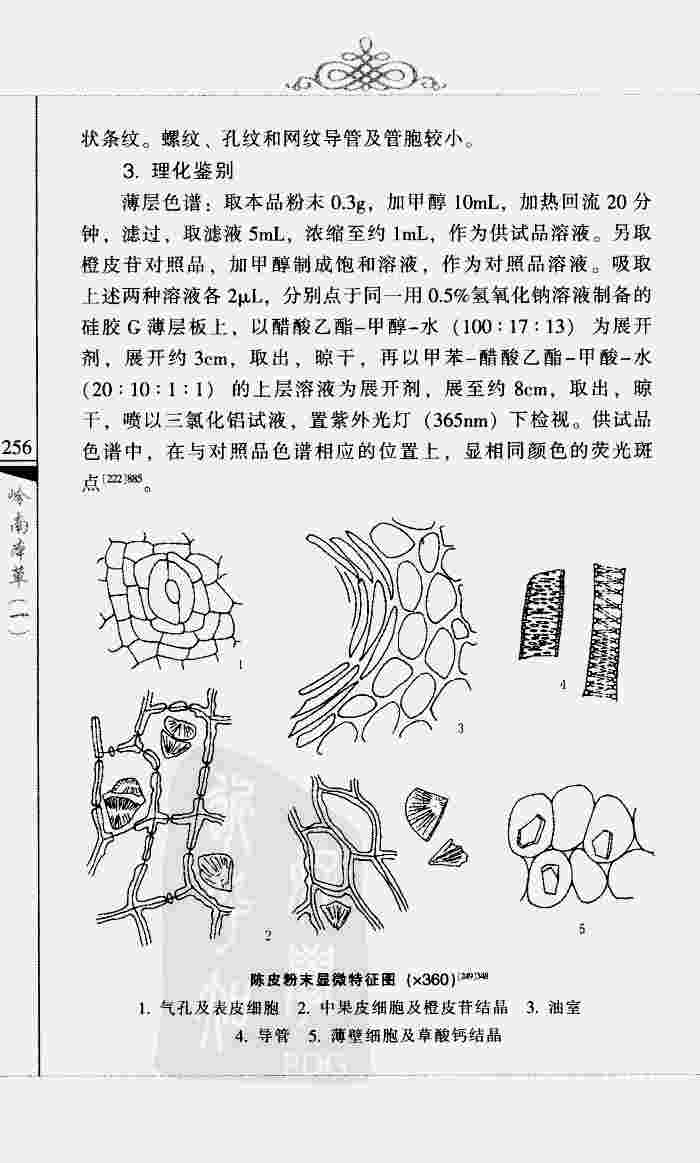 状条纹。螺纹、孔纹和网纹导管及管胞较小。
3. 理化鉴别
薄层色谱：取本品粉末 0.3g，加甲醇 10mL，加热回流 20 分
钟，滤过，取滤液 5mL，浓缩至约 1mL，作为供试品溶液。另取
橙皮苷对照品，加甲醇制成饱和溶液，作为对照品溶液。吸取
上述两种溶液各 2μL，分别点于同一用 0.5%氢氧化钠溶液制备的
硅胶 G 薄层板上，以醋酸乙酯–甲醇–水（100∶17∶13）为展开
剂，展开约 3cm，取出，晾干，再以甲苯–醋酸乙酯–甲酸–水
（20∶10∶1∶1）的上层溶液为展开剂，展至约 8cm，取出，晾
干，喷以三氯化铝试液，置紫外光灯（365nm）下检视。供试品
色谱中，在与对照品色谱相应的位置上，显相同颜色的荧光斑
点[222]885。
256
岭南本草（一）
1
3
4
2
5
陈皮粉末显微特征图（×360）[249]348
1. 气孔及表皮细胞 2. 中果皮细胞及橙皮苷结晶 3. 油室
4. 导管 5. 薄壁细胞及草酸钙结晶
PDG